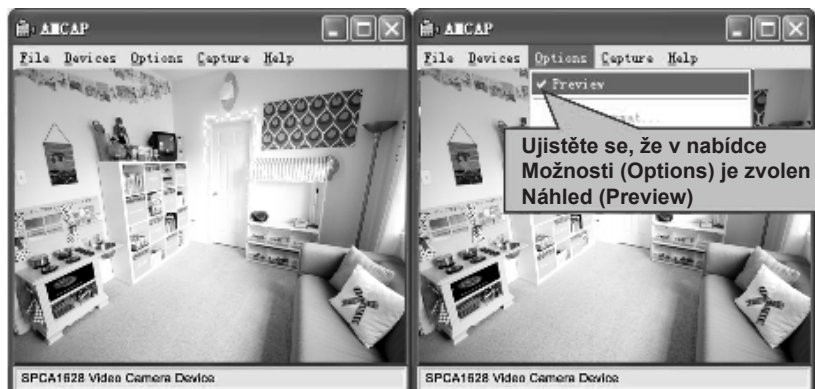 AMCAP
File Devices Options Capture Help
SPCA1628 Video Camera Device
AMCAP
File Devices Options Capture Help
Preview
Ujistěte se, že v nabídce
Možnosti (Options) je zvolen
Náhled (Preview)
SPCA1628 Video Camera Device